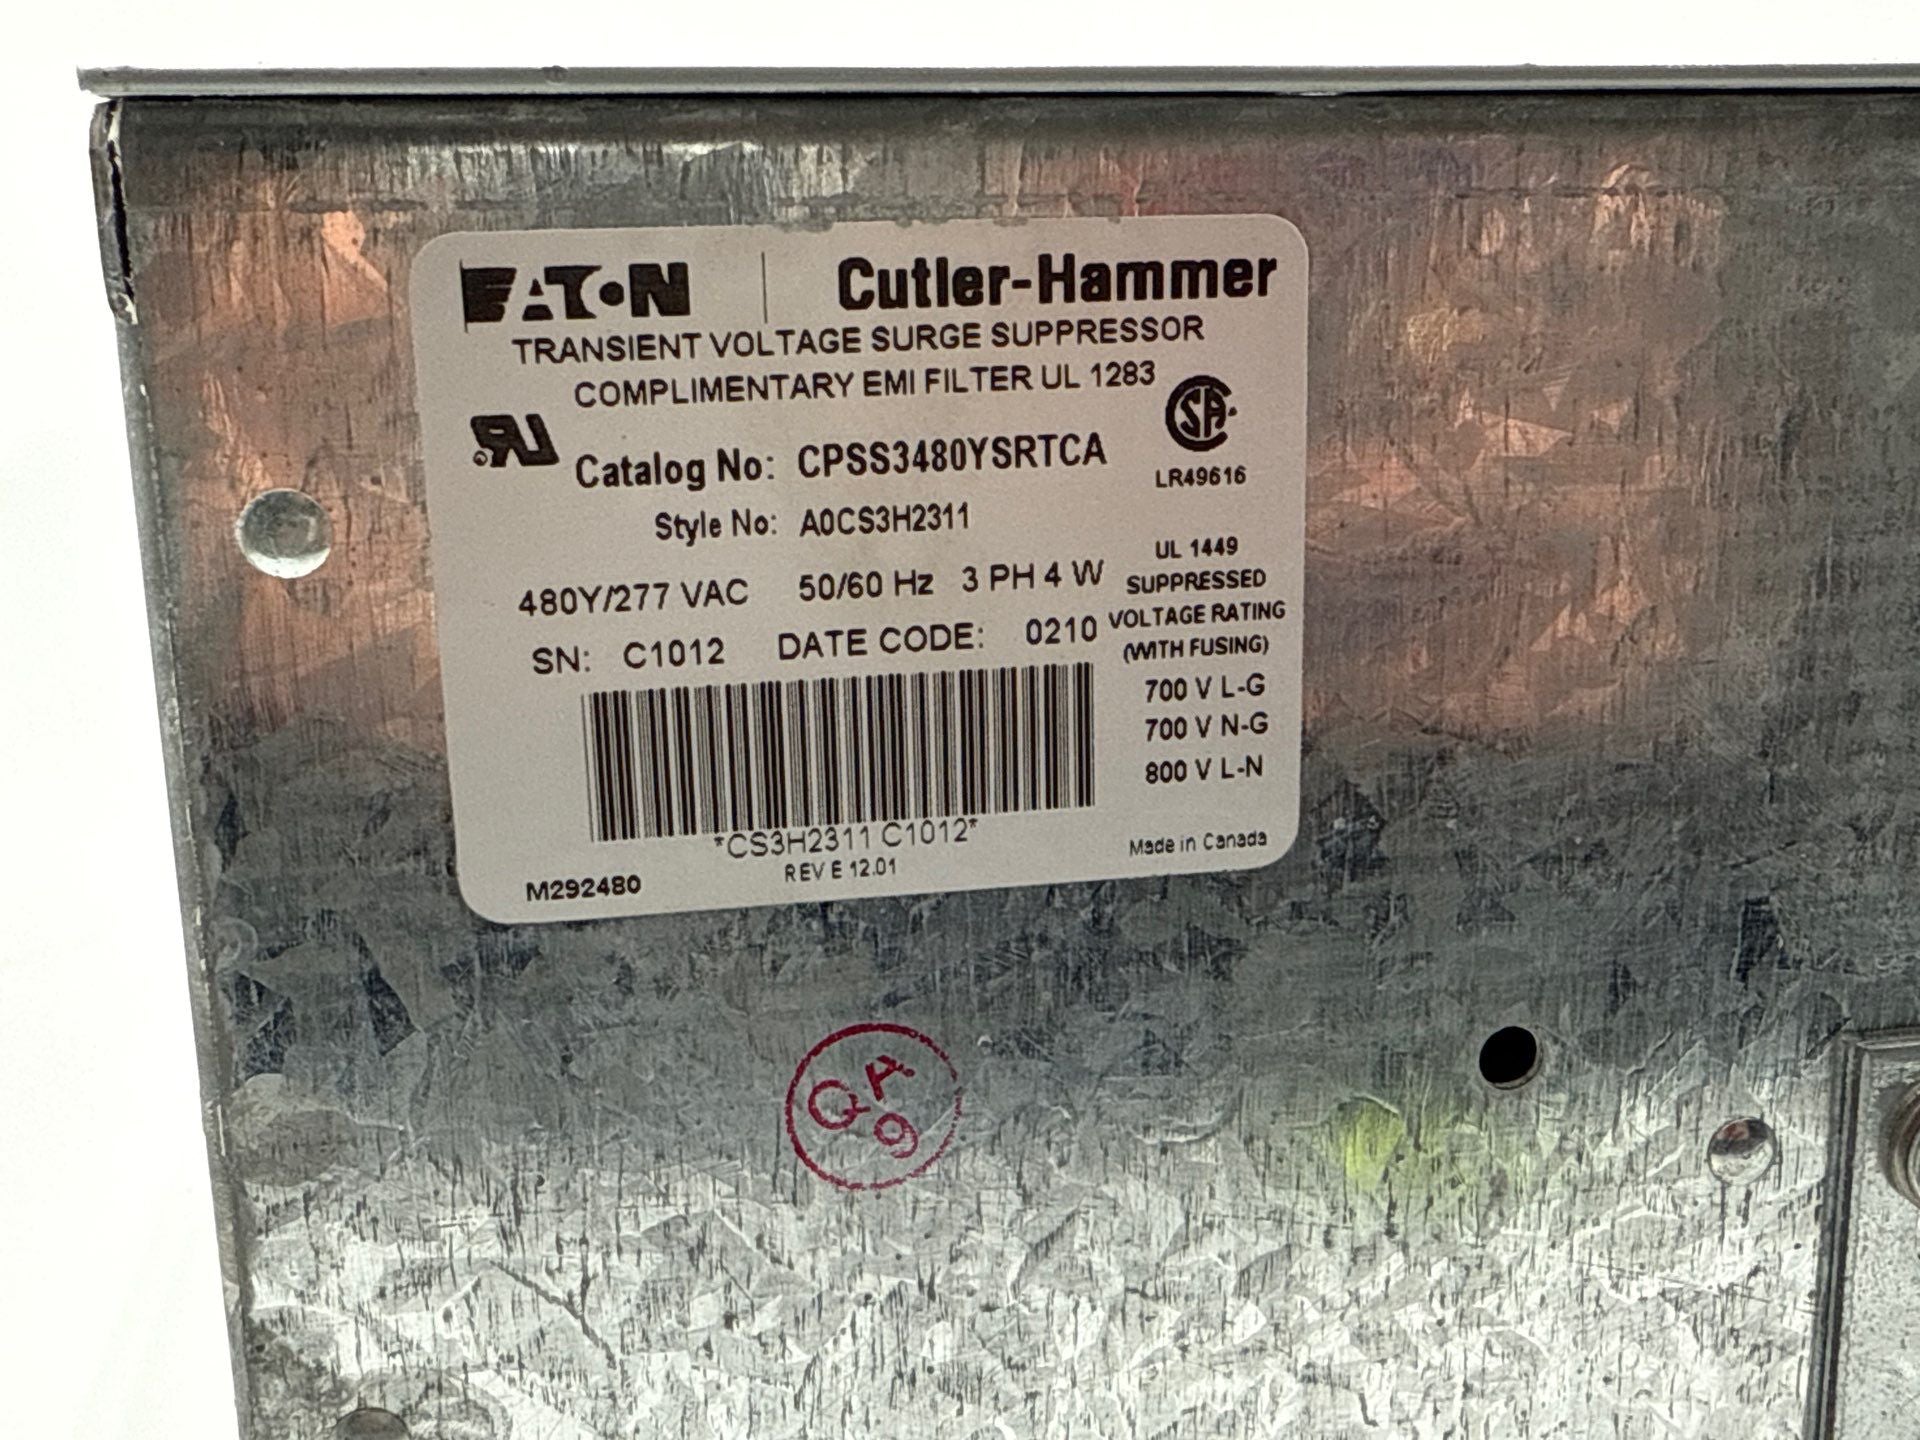 EATON | Cutler-Hammer
TRANSIENT VOLTAGE SURGE SUPPRESSOR
COMPLIMENTARY EMI FILTER UL 1283
RU
SA
LR49616
Catalog No: CPSS3480YSRTCA
Style No: A0CS3H2311
480Y/277 VAC 50/60 Hz 3 PH 4 W
SN: C1012 DATE CODE: 0210
UL 1449
SUPPRESSED
VOLTAGE RATING
(WITH FUSING)
700 V L-G
700 V N-G
800 V L-N
*CS3H2311 C1012*
REV E 12.01
M292480
Made in Canada
QA
9